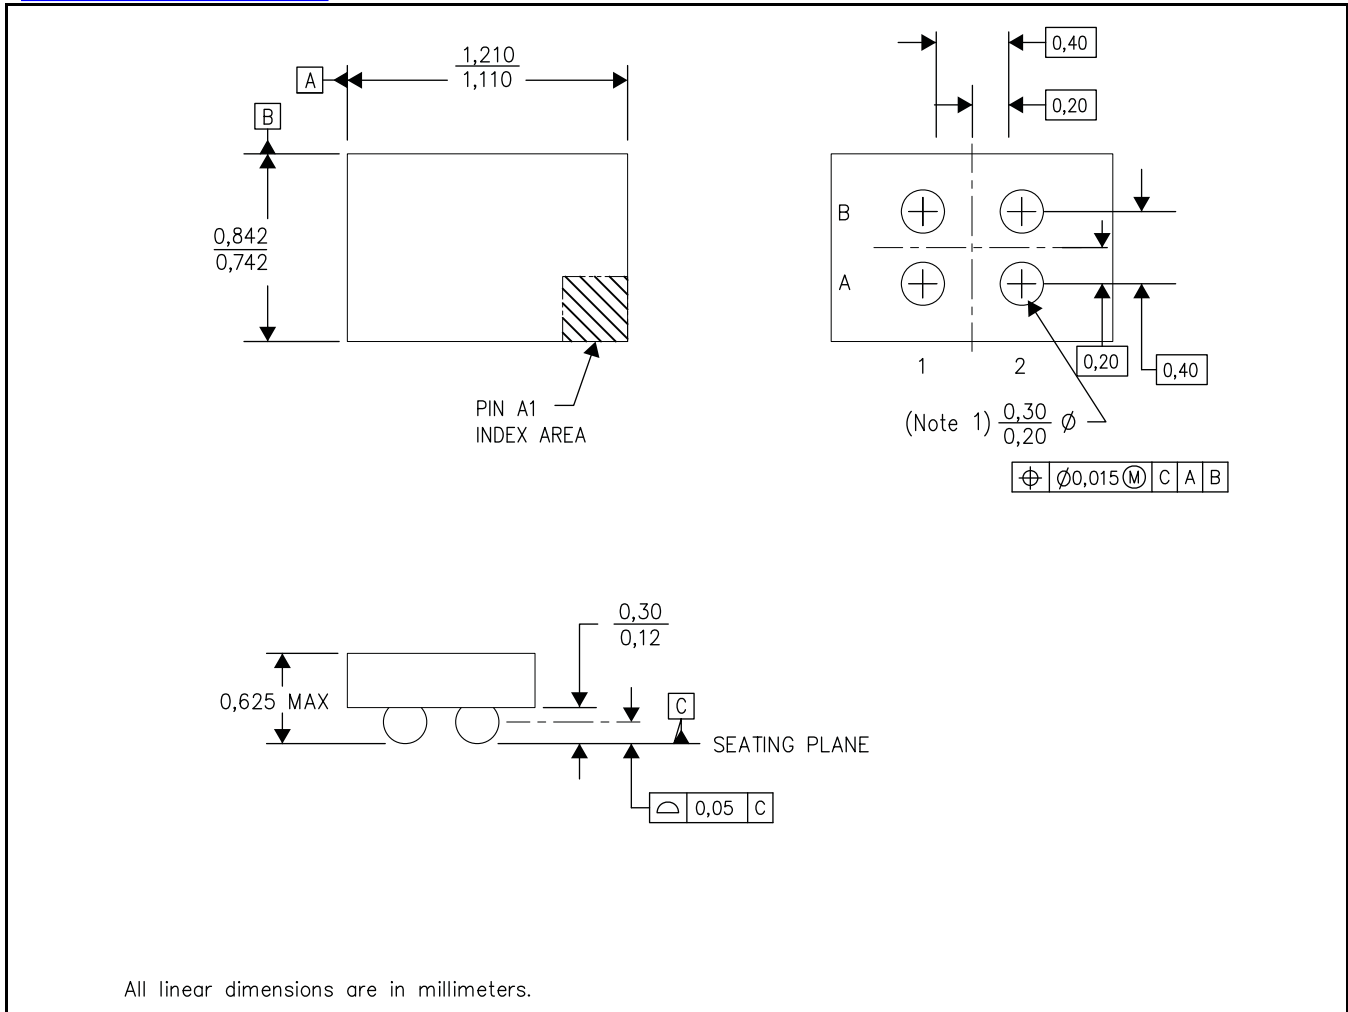 1,210
1,110
A
B
0,842
0,742
PIN A1
INDEX AREA
0,40
0,20
B
A
1
2
0,20
0,40
(Note 1) 0,30
0,20 Ø
⌖ Ø0,015 Ⓜ C A B
0,30
0,12
0,625 MAX
C
SEATING PLANE
⌓ 0,05 C
All linear dimensions are in millimeters.